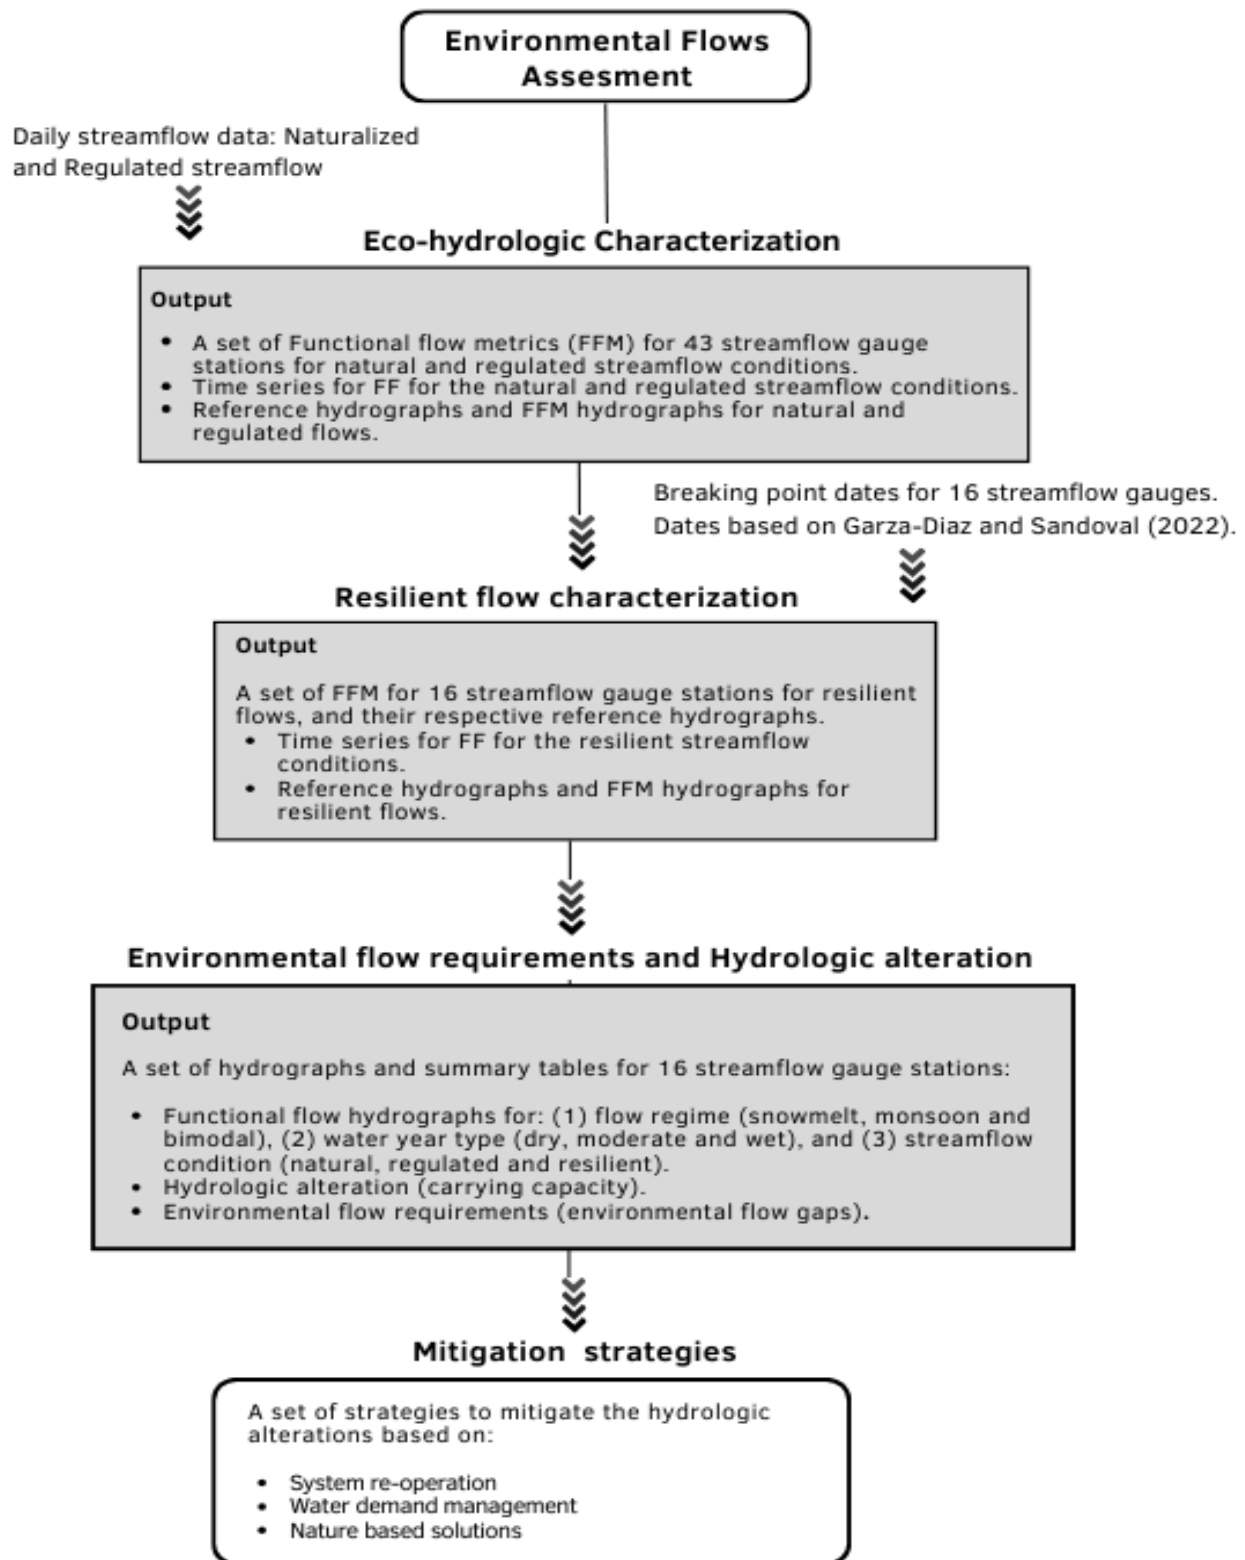 Environmental Flows
Assesment
Daily streamflow data: Naturalized
and Regulated streamflow
Eco-hydrologic Characterization
Output
• A set of Functional flow metrics (FFM) for 43 streamflow gauge
stations for natural and regulated streamflow conditions.
• Time series for FF for the natural and regulated streamflow conditions.
• Reference hydrographs and FFM hydrographs for natural and
regulated flows.
Breaking point dates for 16 streamflow gauges.
Dates based on Garza-Diaz and Sandoval (2022).
Resilient flow characterization
Output
A set of FFM for 16 streamflow gauge stations for resilient
flows, and their respective reference hydrographs.
• Time series for FF for the resilient streamflow
conditions.
• Reference hydrographs and FFM hydrographs for
resilient flows.
Environmental flow requirements and Hydrologic alteration
Output
A set of hydrographs and summary tables for 16 streamflow gauge stations:
• Functional flow hydrographs for: (1) flow regime (snowmelt, monsoon and
bimodal), (2) water year type (dry, moderate and wet), and (3) streamflow
condition (natural, regulated and resilient).
• Hydrologic alteration (carrying capacity).
• Environmental flow requirements (environmental flow gaps).
Mitigation strategies
A set of strategies to mitigate the hydrologic
alterations based on:
• System re-operation
• Water demand management
• Nature based solutions